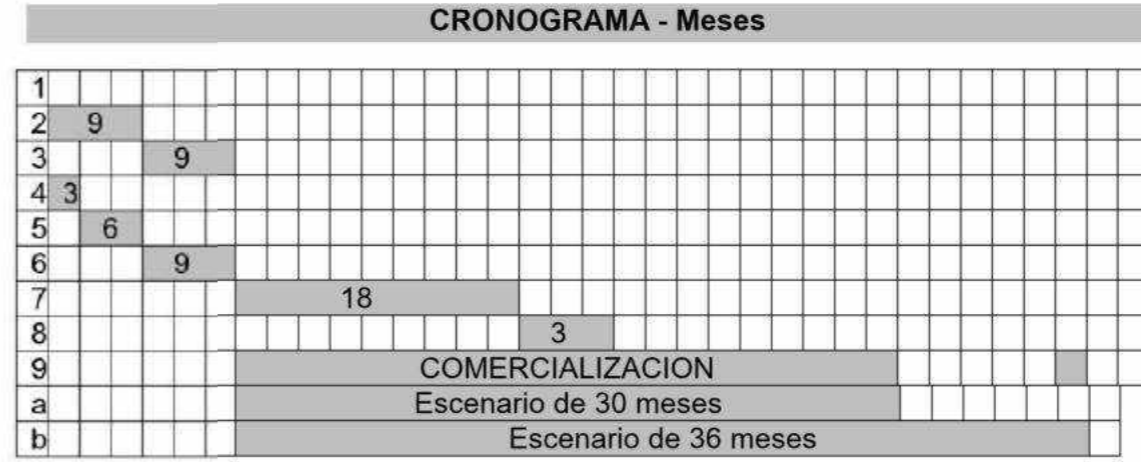 CRONOGRAMA - Meses
1
2 9
3 9
4 3
5 6
6 9
7 18
8 3
9 COMERCIALIZACION
a Escenario de 30 meses
b Escenario de 36 meses